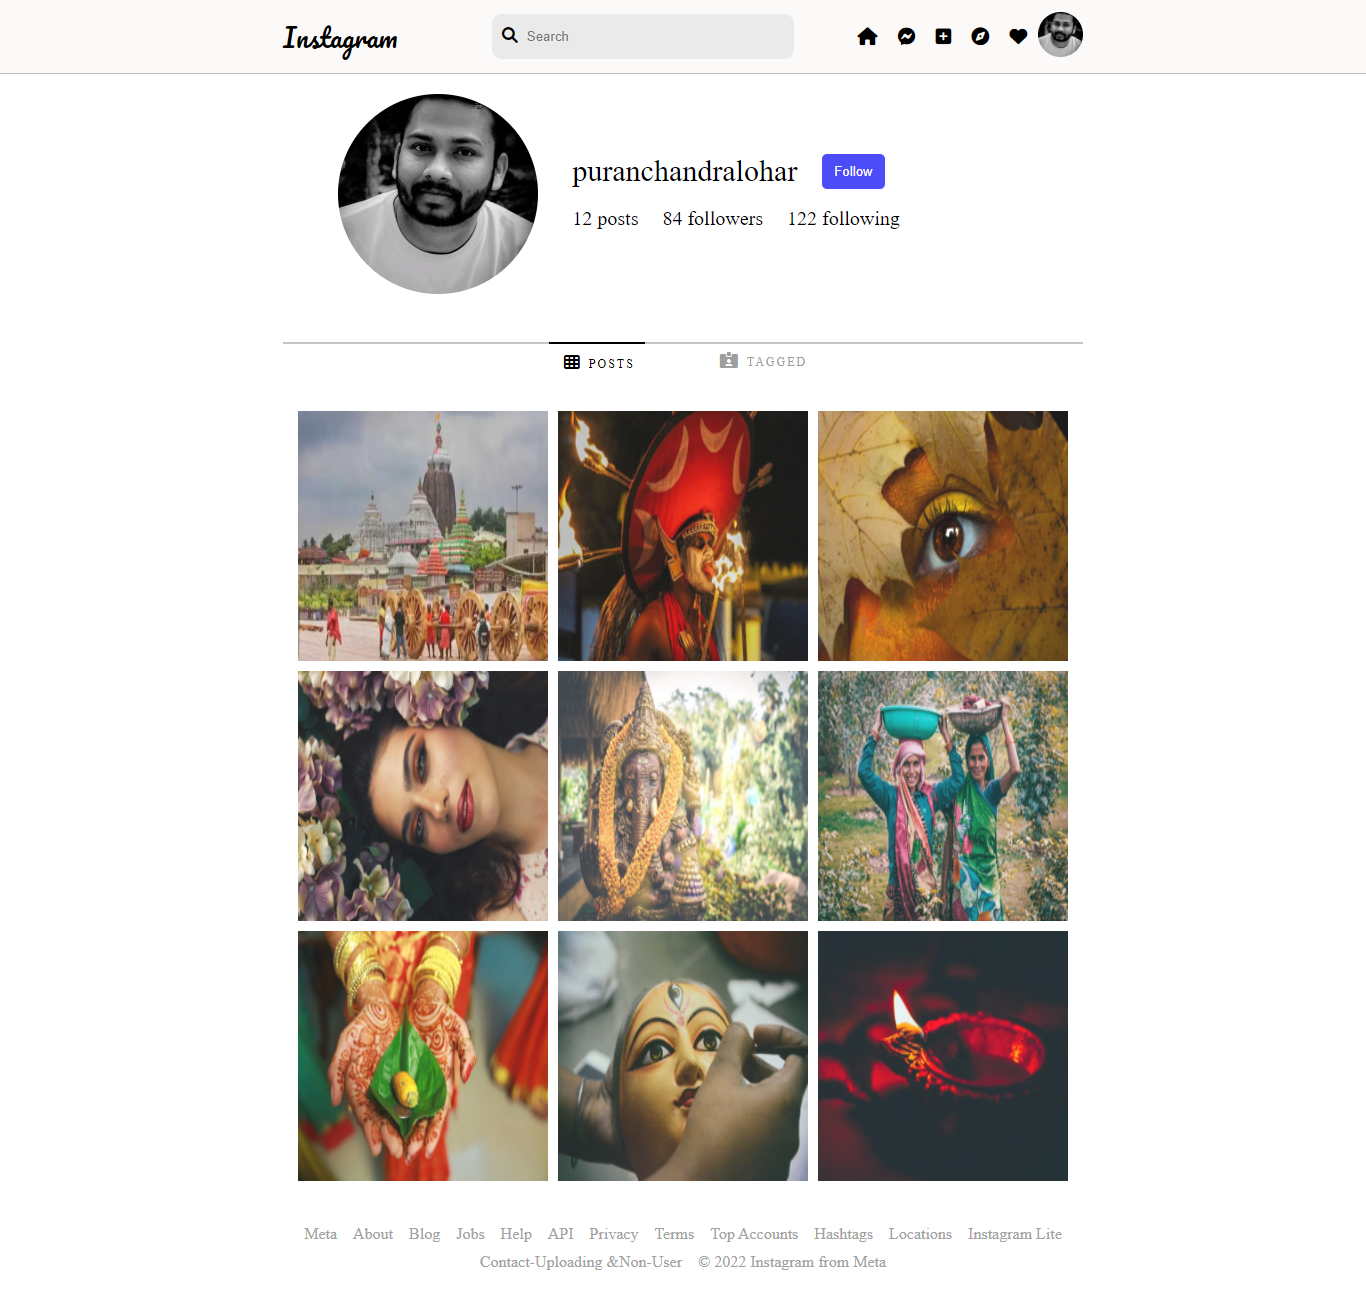 Instagram Search
puranchandralohar Follow
12 posts 84 followers 122 following
POSTS TAGGED
Meta About Blog Jobs Help API Privacy Terms Top Accounts Hashtags Locations Instagram Lite
Contact-Uploading &Non-User © 2022 Instagram from Meta